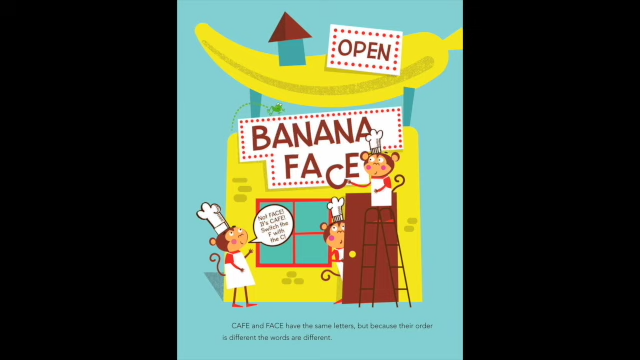 OPEN
BANANA
FACE
Not FACE!
It's CAFE!
Switch the
F with
the C!
CAFE and FACE have the same letters, but because their order
is different the words are different.